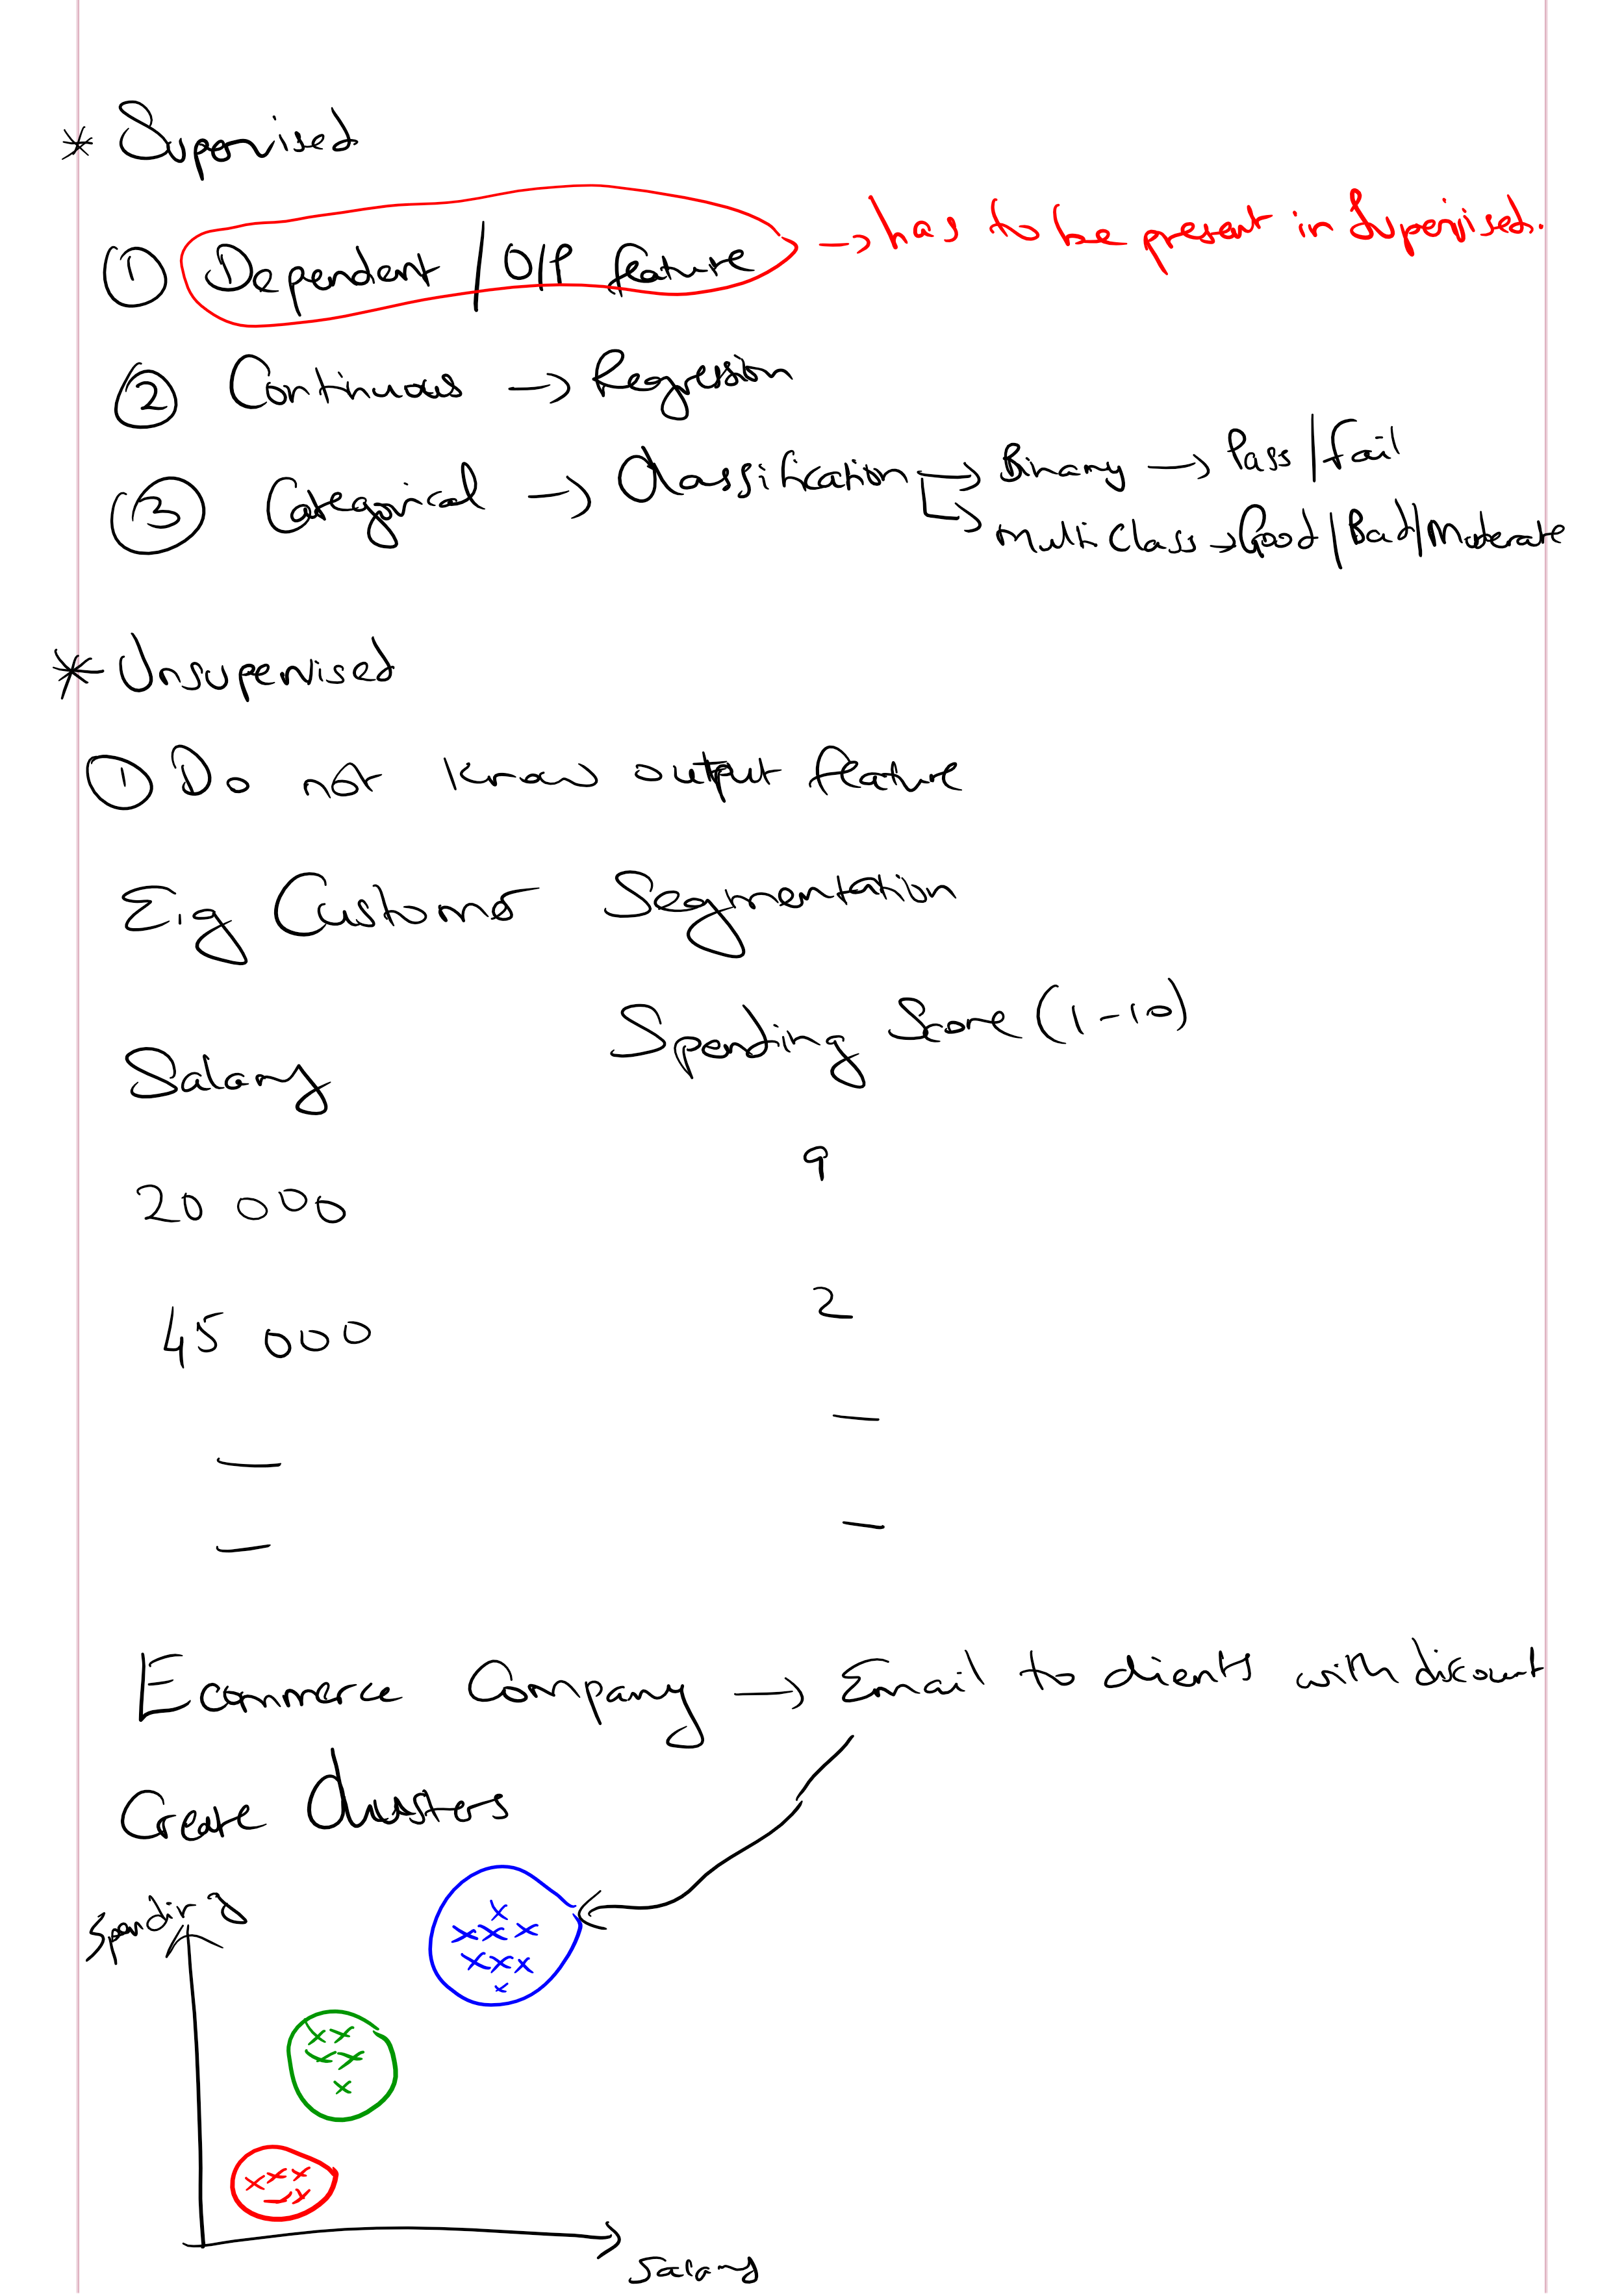 * Supervised
① Dependent / O/P feature → has to be present in Supervised.
② Continuous → Regression
③ Categorical → Classification → Binary → Pass/Fail
→ Multi Class → Good/Bad/Moderate
* Unsupervised
① Do not know output feature
E.g Customer Segmentation
Salary Spending Score (1-10)
20 000 9
45 000 2
— —
— —
Ecommerce Company → Email to clients with discount
Create Clusters
Spending
Salary